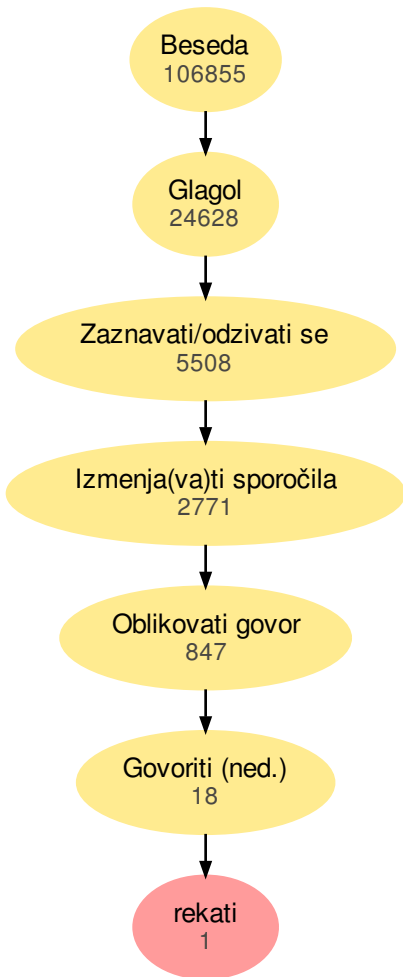 Beseda
106855
Glagol
24628
Zaznavati/odzivati se
5508
Izmenja(va)ti sporočila
2771
Oblikovati govor
847
Govoriti (ned.)
18
rekati
1